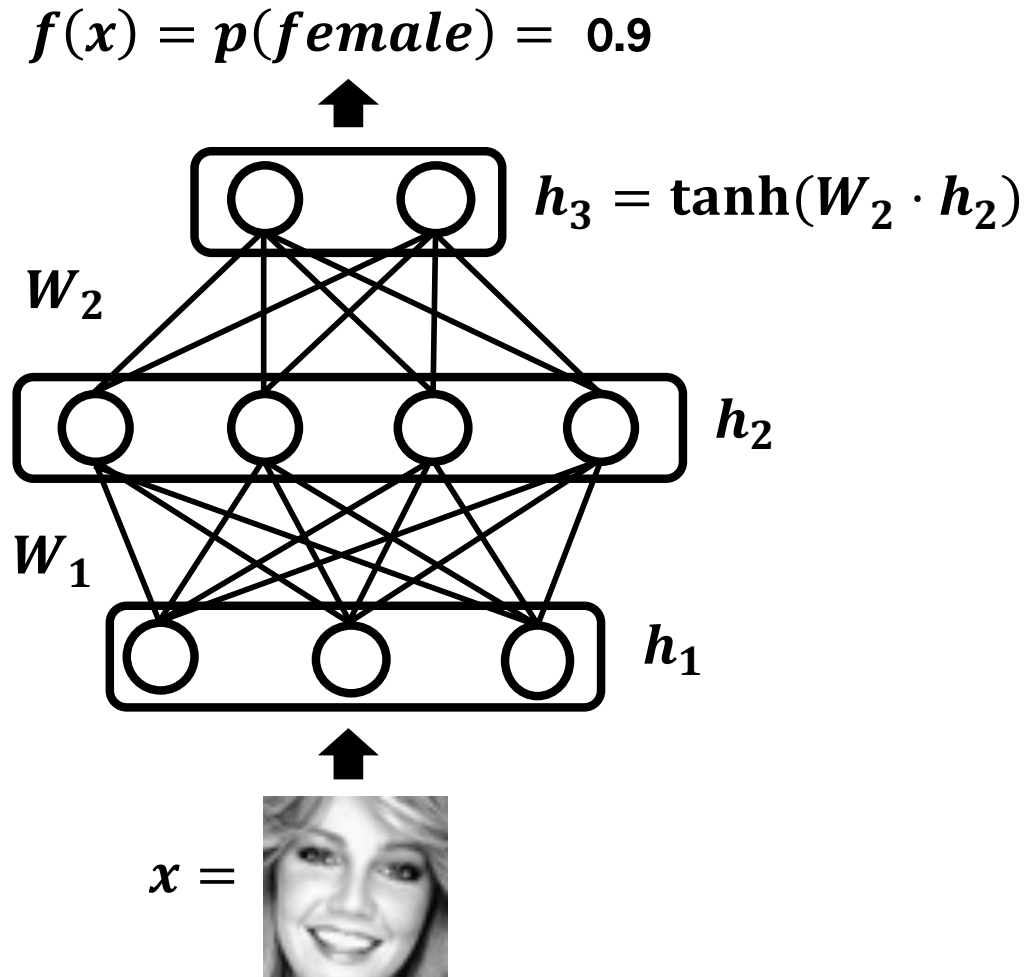 f(x) = p(female) = 0.9
h₃ = tanh(W₂ · h₂)
W₂
h₂
W₁
h₁
x =